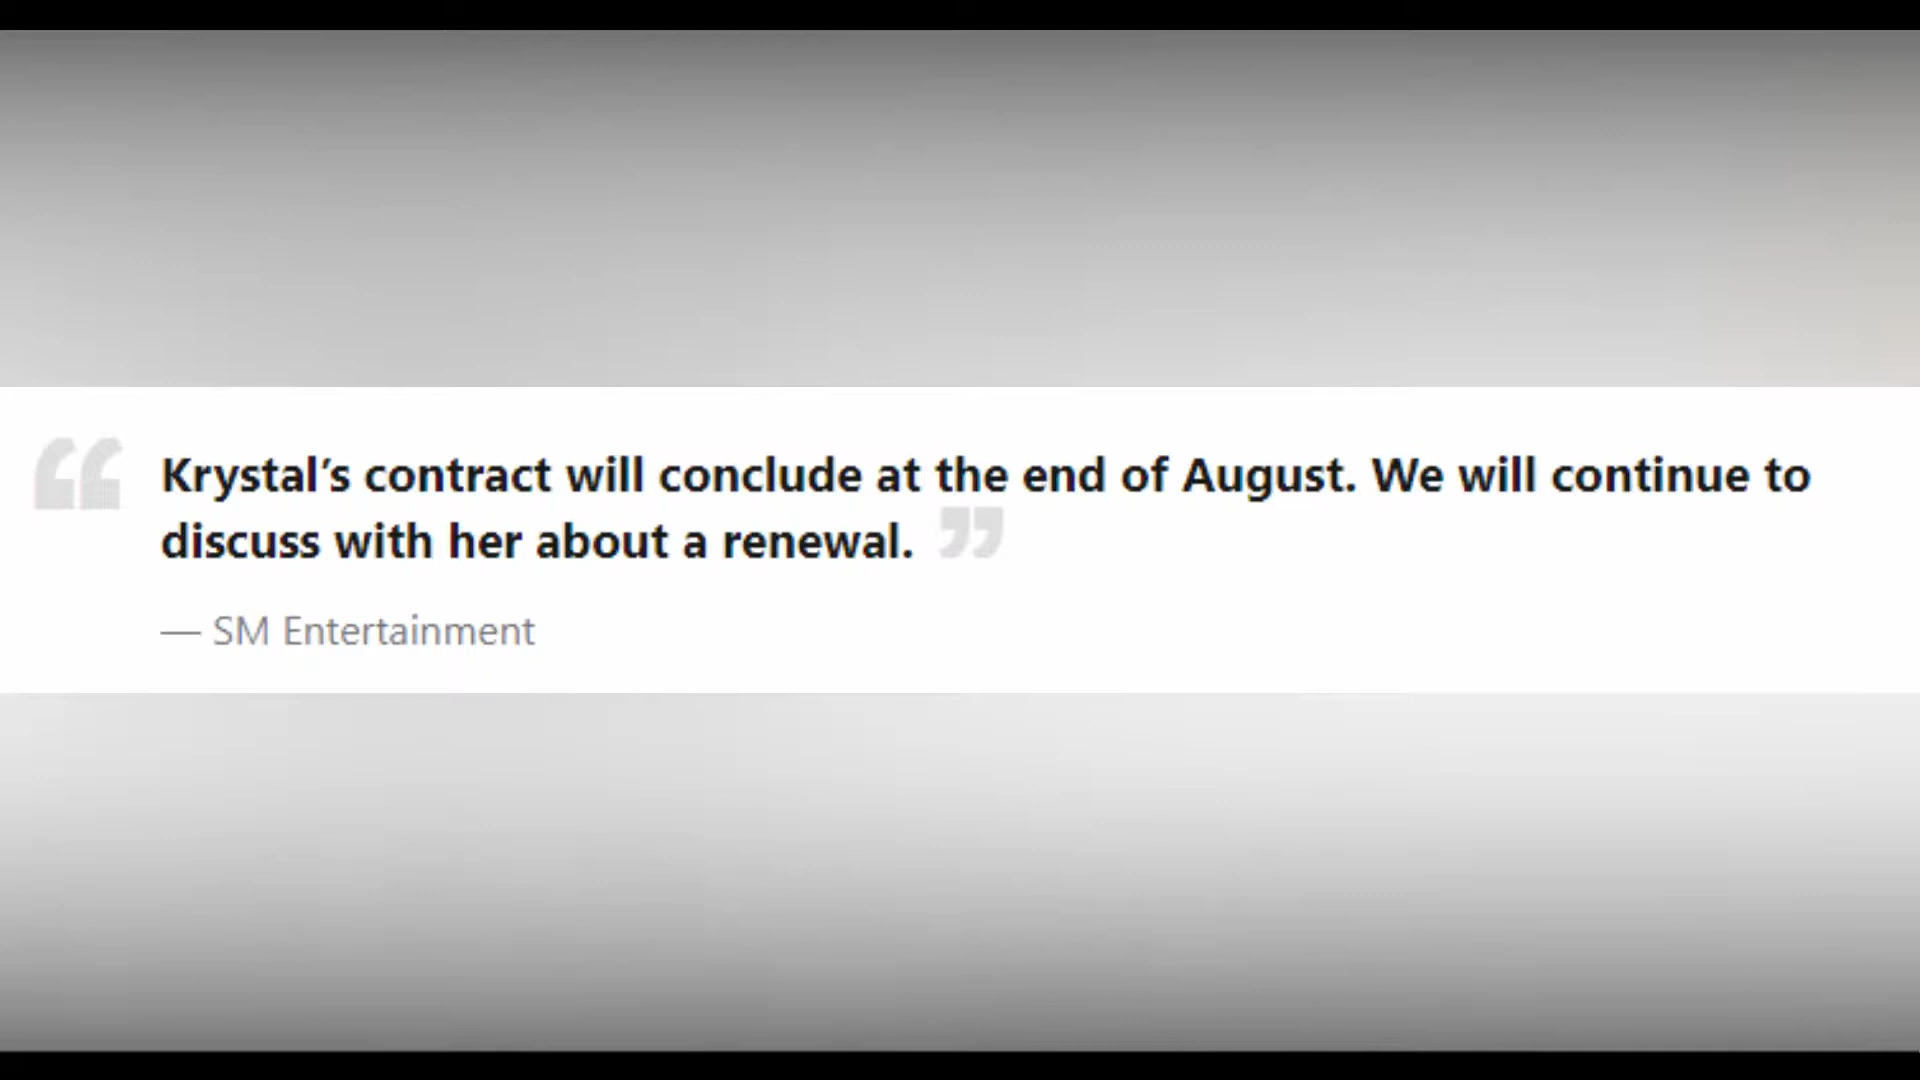 “Krystal’s contract will conclude at the end of August. We will continue to
discuss with her about a renewal.”
— SM Entertainment